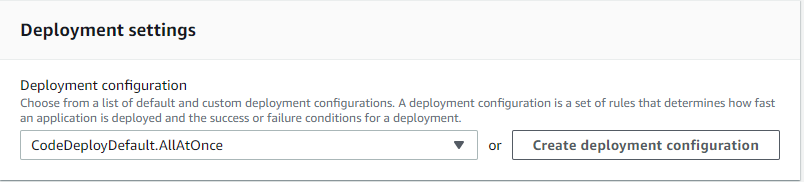 Deployment settings
Deployment configuration
Choose from a list of default and custom deployment configurations. A deployment configuration is a set of rules that determines how fast
an application is deployed and the success or failure conditions for a deployment.
CodeDeployDefault.AllAtOnce or Create deployment configuration